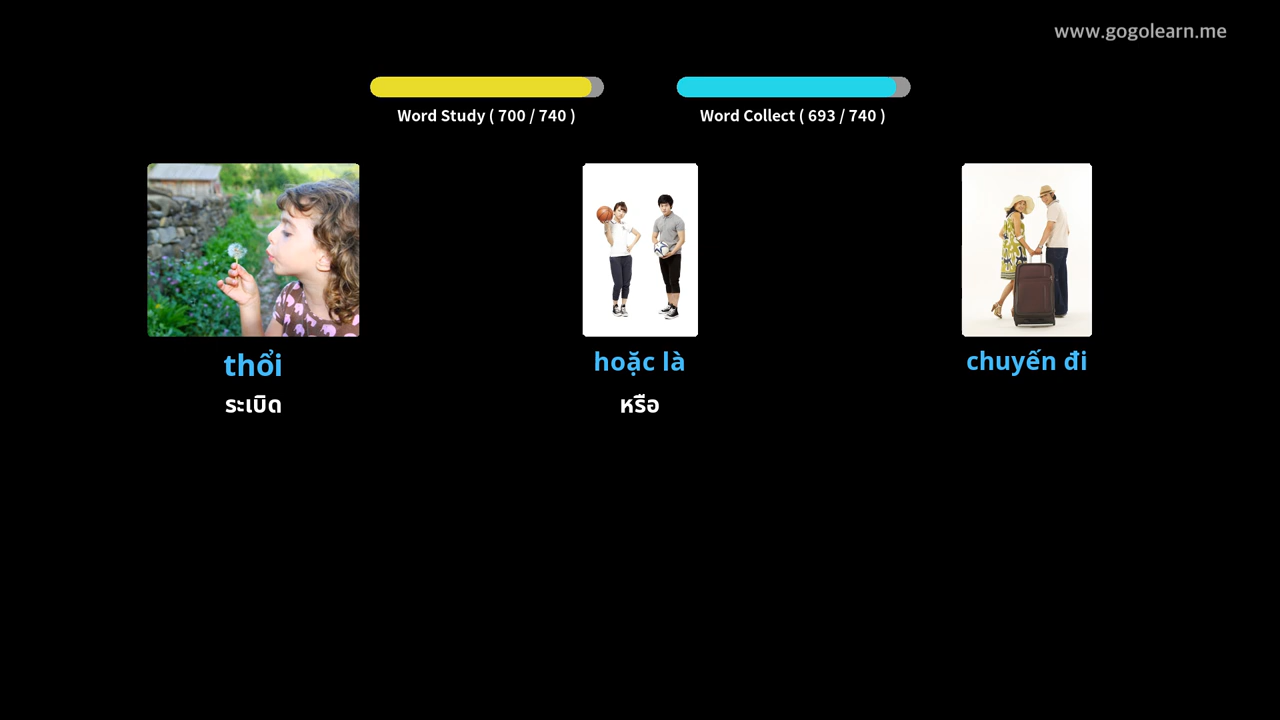 www.gogolearn.me
Word Study ( 700 / 740 )
Word Collect ( 693 / 740 )
thổi
hoặc là
chuyến đi
ระเบิด
หรือ